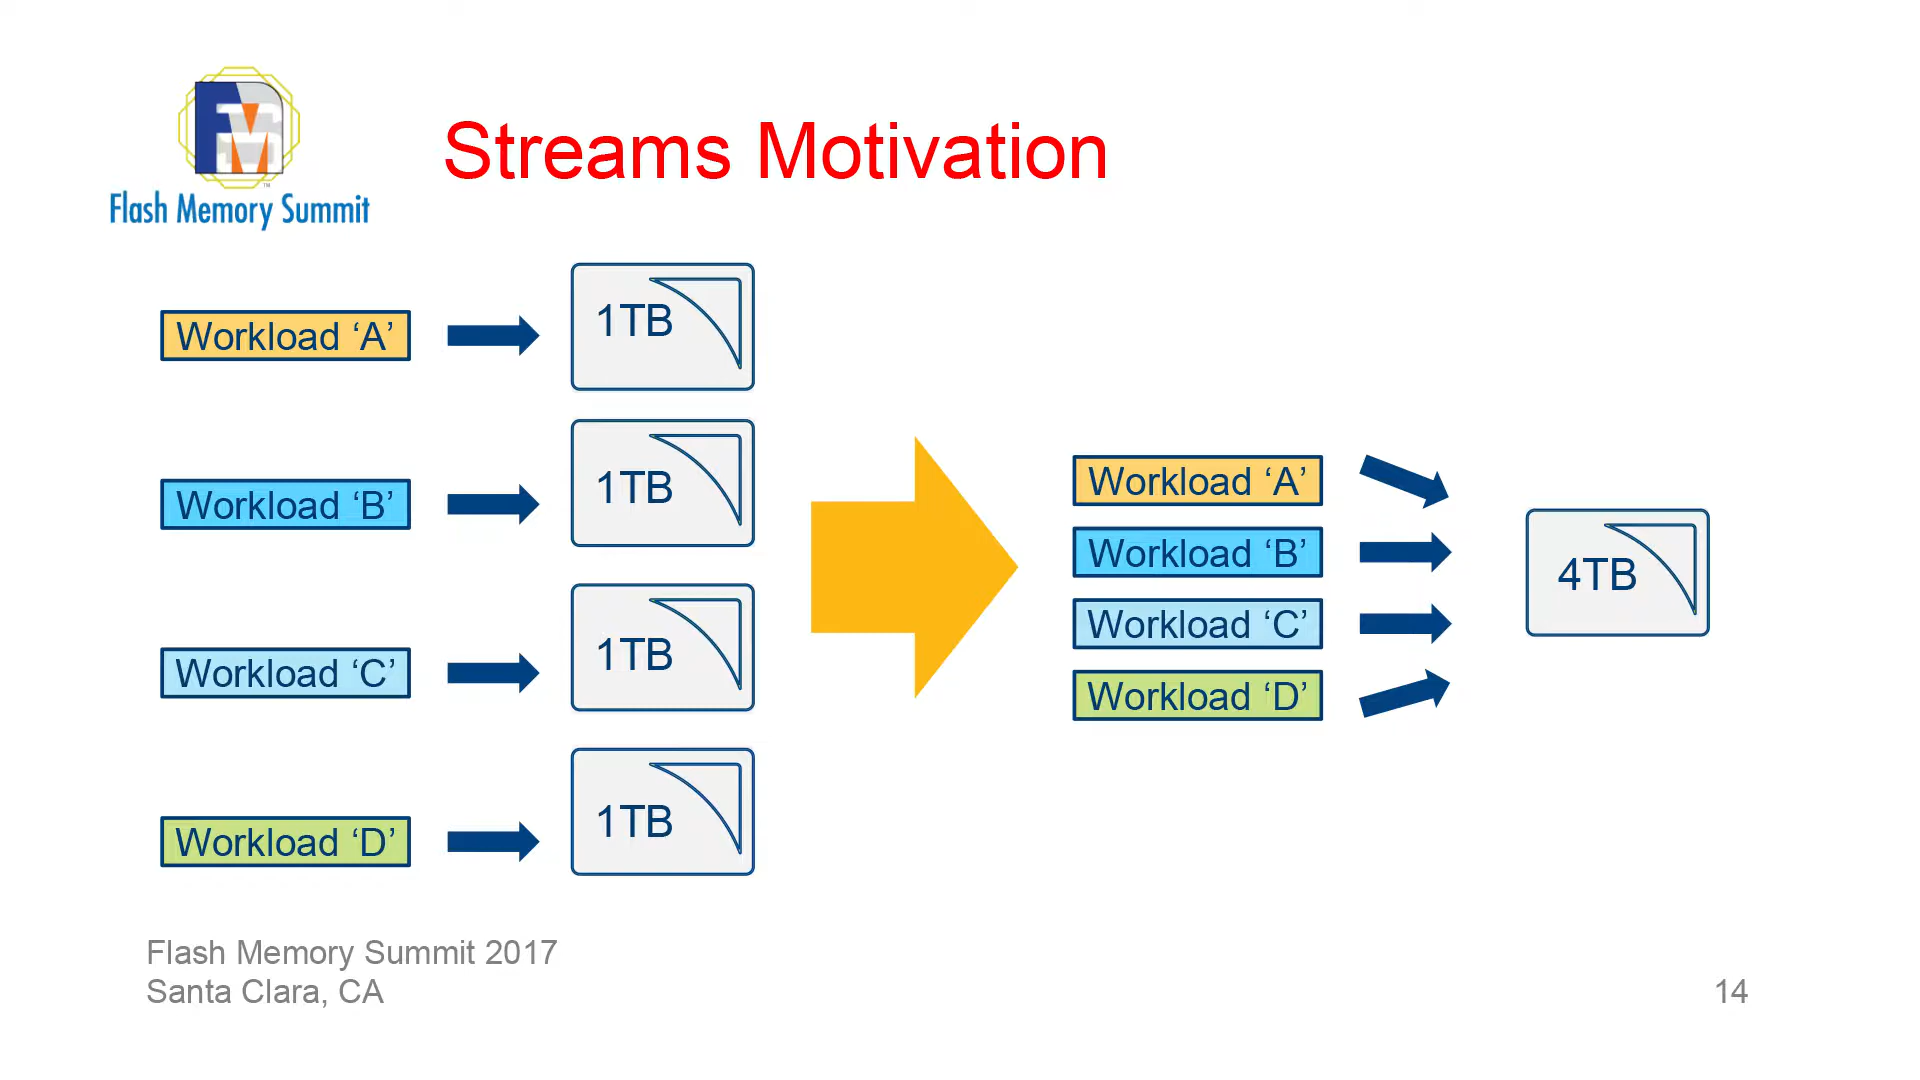 Flash Memory Summit
Streams Motivation
Workload ‘A’
1TB
Workload ‘B’
1TB
Workload ‘C’
1TB
Workload ‘D’
1TB
Workload ‘A’
Workload ‘B’
Workload ‘C’
Workload ‘D’
4TB
Flash Memory Summit 2017
Santa Clara, CA
14